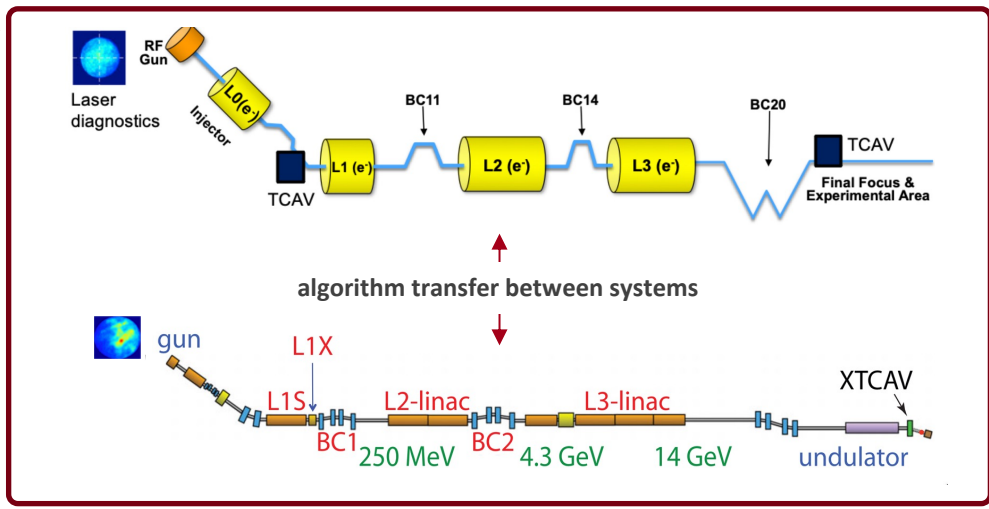 RF
Gun
Laser
diagnostics
L0(e-)
Injector
TCAV
L1 (e-)
BC11
L2 (e-)
BC14
L3 (e-)
BC20
TCAV
Final Focus &
Experimental Area
algorithm transfer between systems
gun
L1X
L1S
BC1
L2-linac
250 MeV
BC2
L3-linac
4.3 GeV
14 GeV
XTCAV
undulator